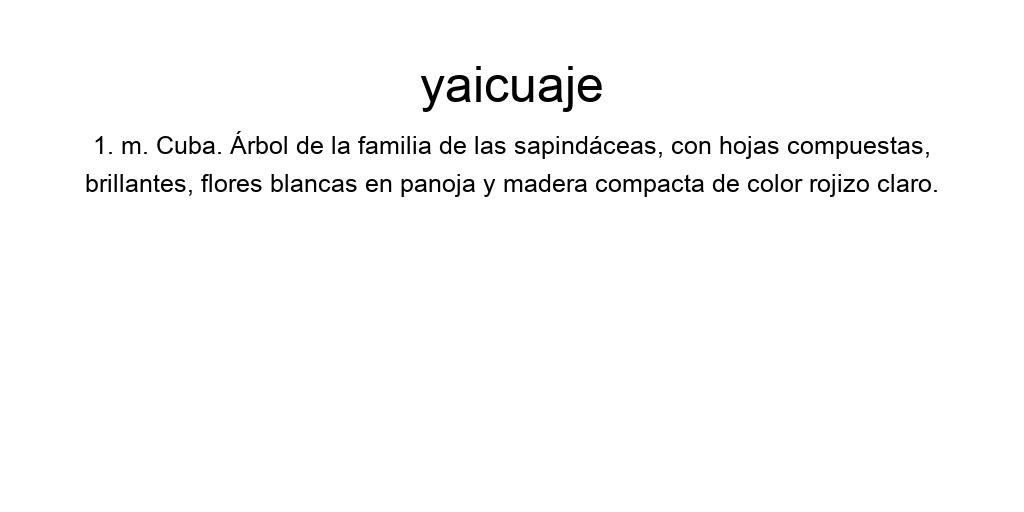 yaicuaje
1. m. Cuba. Árbol de la familia de las sapindáceas, con hojas compuestas,
brillantes, flores blancas en panoja y madera compacta de color rojizo claro.